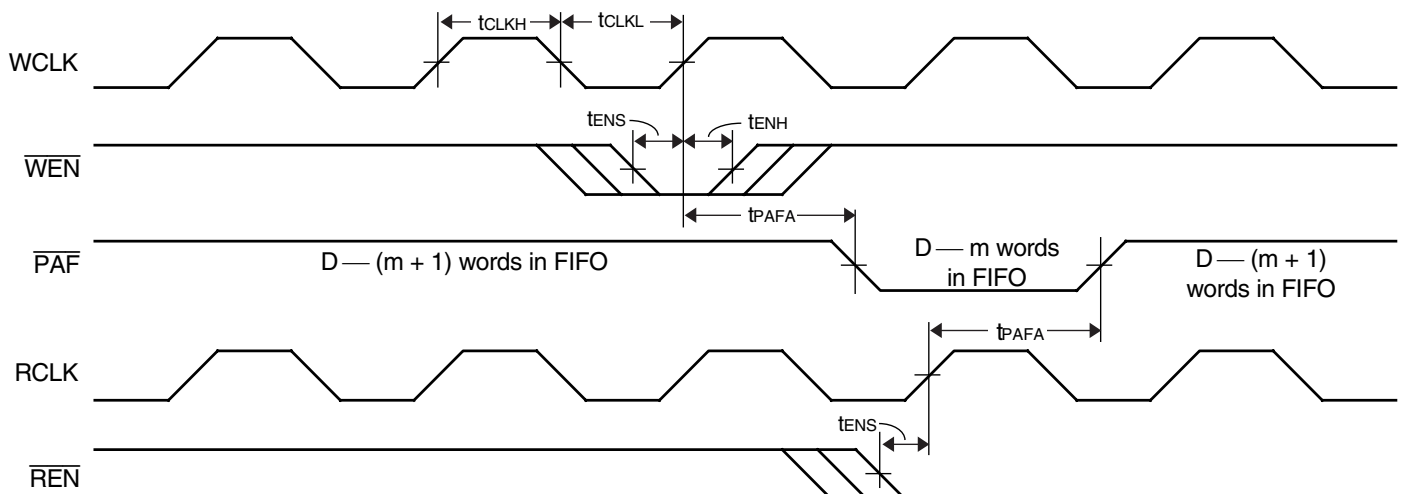 tCLKH tCLKL
WCLK
tENS tENH
WEN
tPAFA
PAF
D — (m + 1) words in FIFO
D — m words
in FIFO
D — (m + 1)
words in FIFO
tPAFA
RCLK
tENS
REN